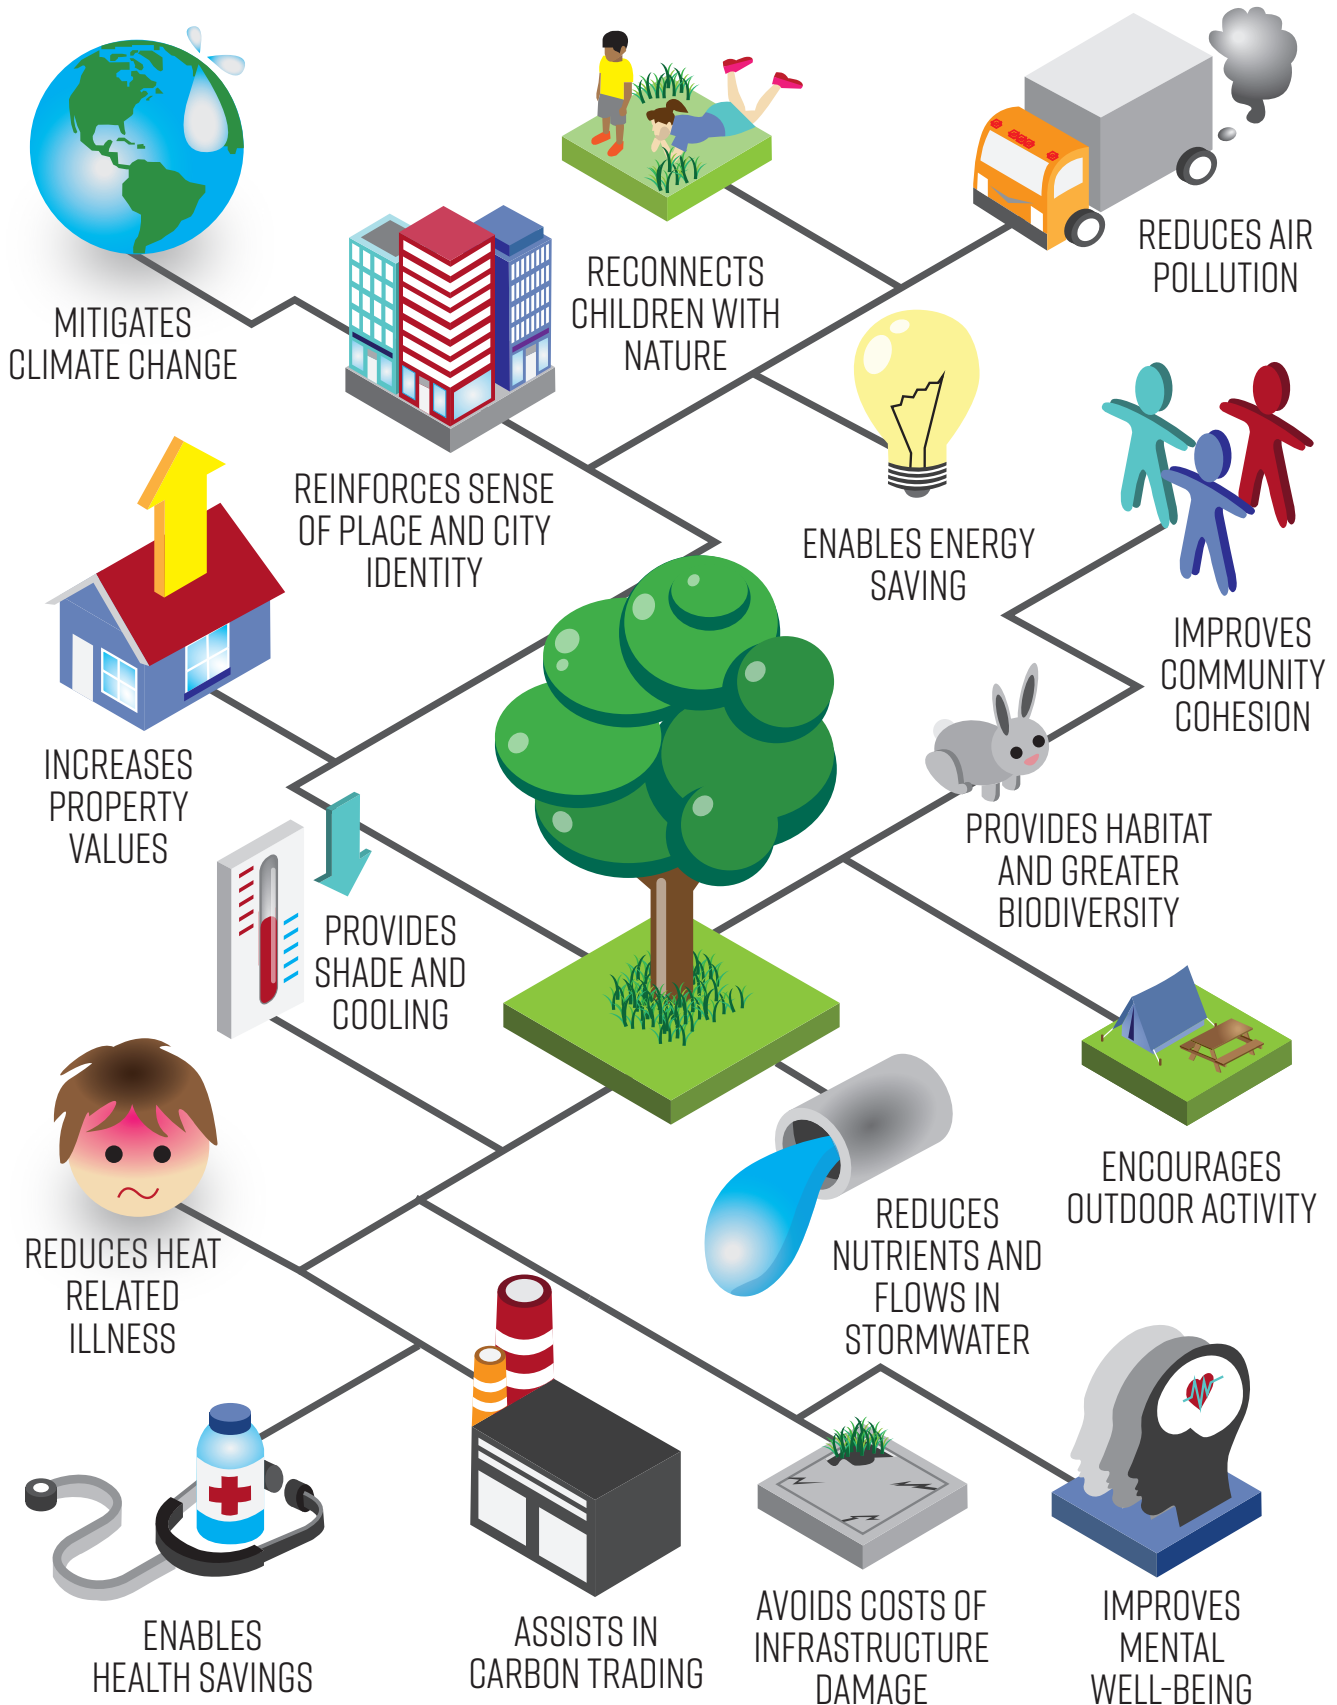 MITIGATES
CLIMATE CHANGE
RECONNECTS
CHILDREN WITH
NATURE
REDUCES AIR
POLLUTION
REINFORCES SENSE
OF PLACE AND CITY
IDENTITY
ENABLES ENERGY
SAVING
IMPROVES
COMMUNITY
COHESION
INCREASES
PROPERTY
VALUES
PROVIDES
SHADE AND
COOLING
PROVIDES HABITAT
AND GREATER
BIODIVERSITY
ENCOURAGES
OUTDOOR ACTIVITY
REDUCES HEAT
RELATED
ILLNESS
REDUCES
NUTRIENTS AND
FLOWS IN
STORMWATER
ENABLES
HEALTH SAVINGS
ASSISTS IN
CARBON TRADING
AVOIDS COSTS OF
INFRASTRUCTURE
DAMAGE
IMPROVES
MENTAL
WELL-BEING